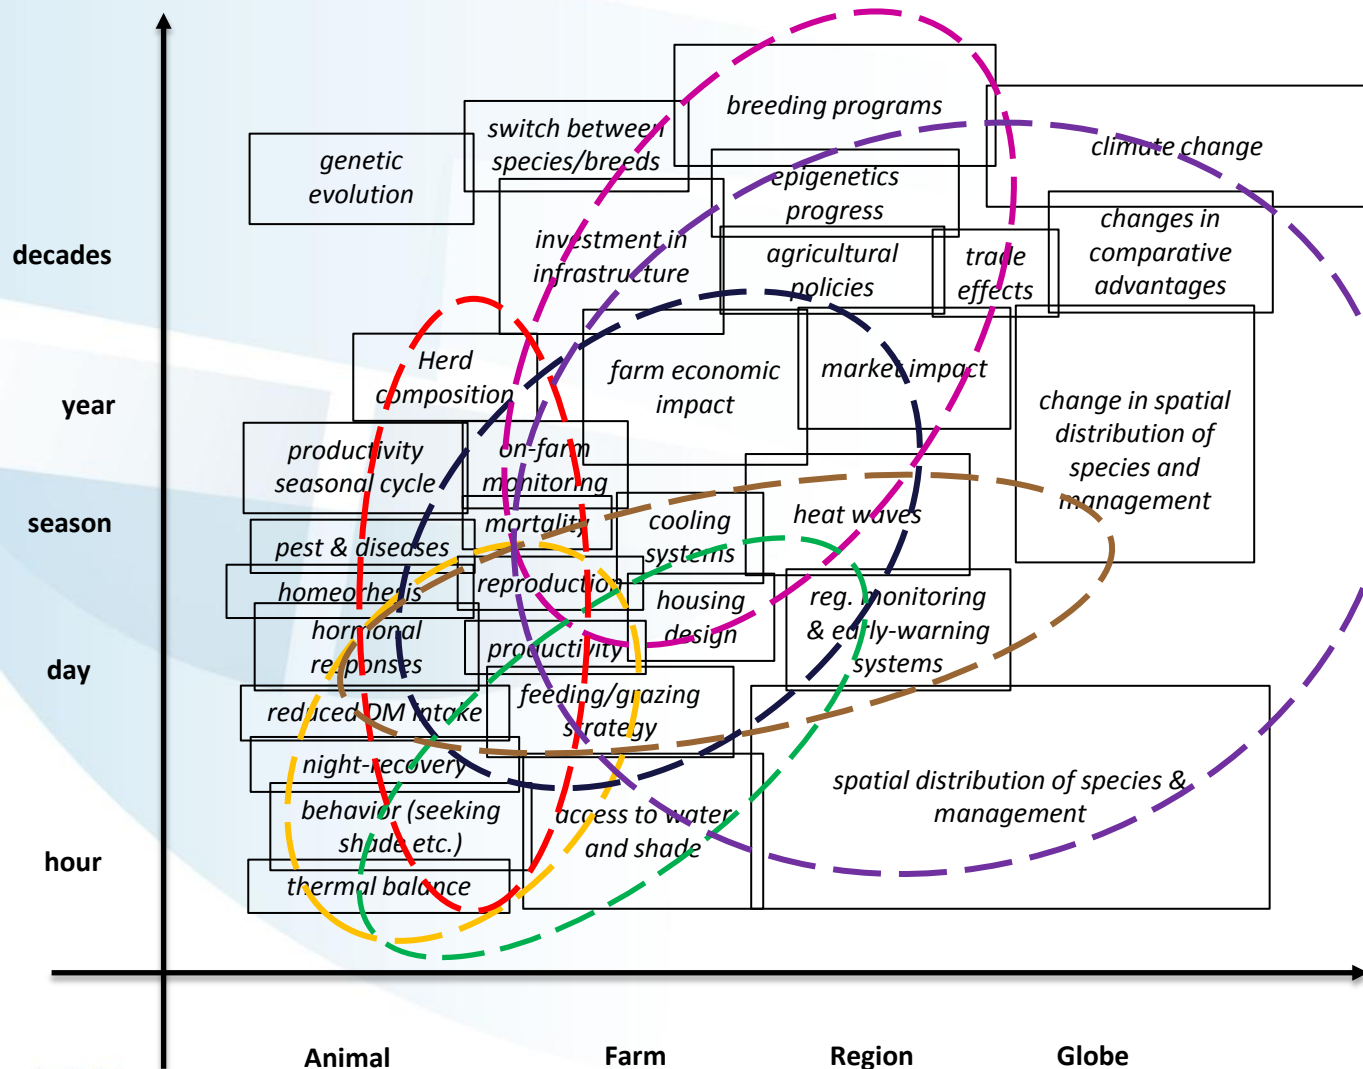 breeding programs
switch between
species/breeds
climate change
genetic
evolution
epigenetics
progress
changes in
comparative
advantages
decades
investment in
infrastructure
agricultural
policies
trade
effects
Herd
composition
farm economic
impact
market impact
year
change in spatial
distribution of
species and
management
productivity
seasonal cycle
on-farm
monitoring
season
mortality
cooling
systems
heat waves
pest & diseases
homeorhesis
reproduction
housing
design
reg. monitoring
& early-warning
systems
hormonal
responses
productivity
day
reduced DM intake
feeding/grazing
strategy
night-recovery
spatial distribution of species &
management
behavior (seeking
shade etc.)
access to water
and shade
hour
thermal balance
Animal
Farm
Region
Globe